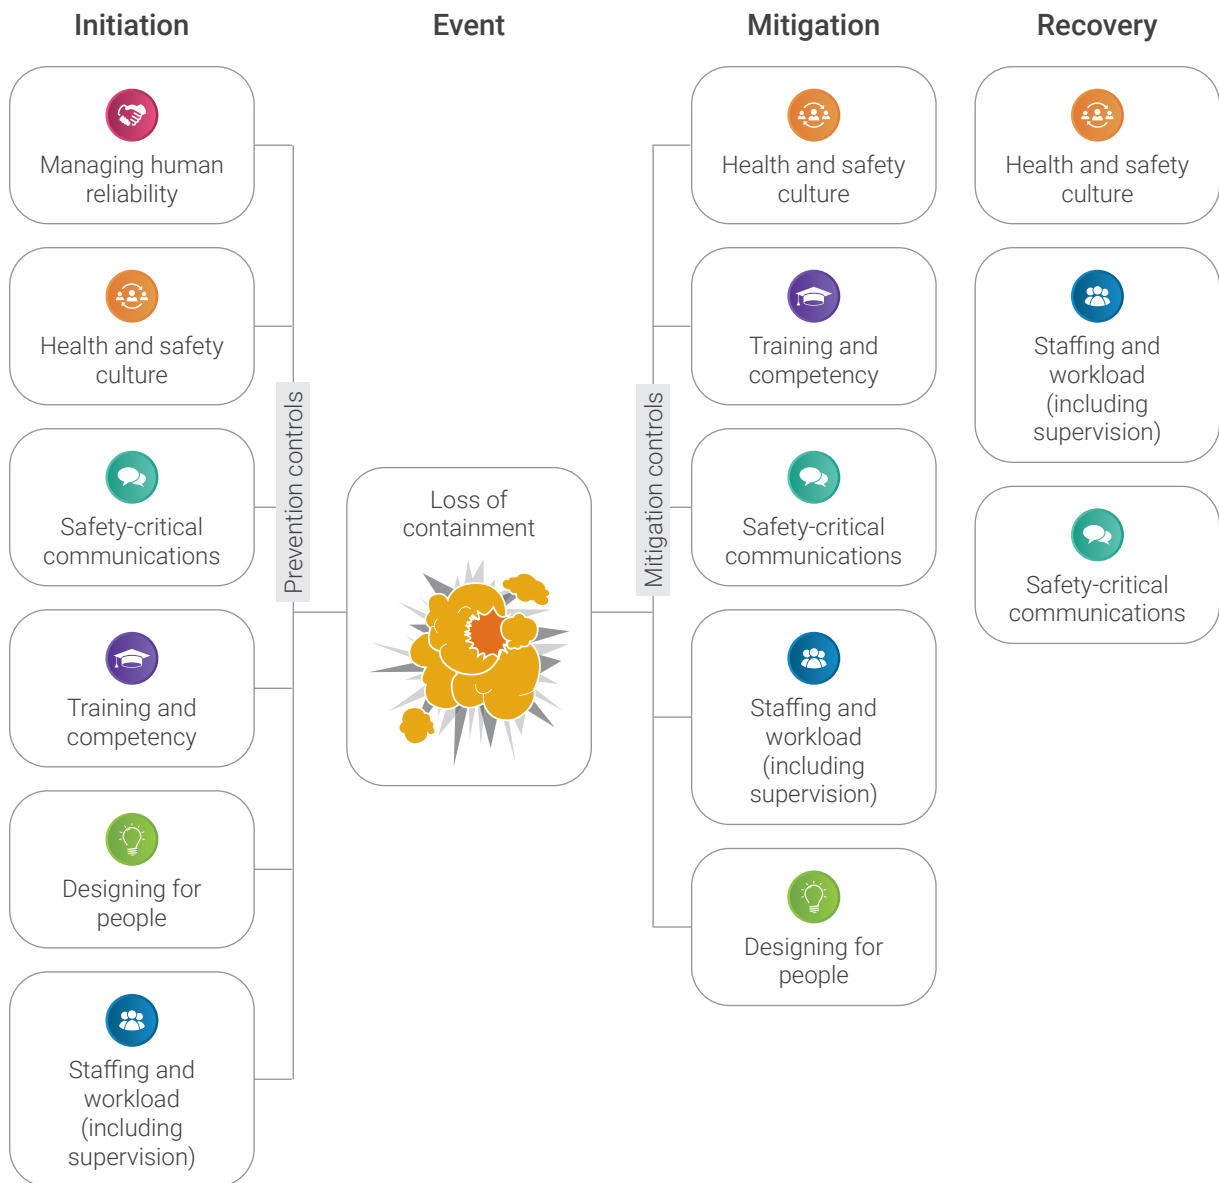 Initiation
Event
Mitigation
Recovery
Managing human
reliability
Health and safety
culture
Safety-critical
communications
Training and
competency
Designing for
people
Staffing and
workload
(including
supervision)
Prevention controls
Loss of
containment
Mitigation controls
Health and safety
culture
Training and
competency
Safety-critical
communications
Staffing and
workload
(including
supervision)
Designing for
people
Health and safety
culture
Staffing and
workload
(including
supervision)
Safety-critical
communications